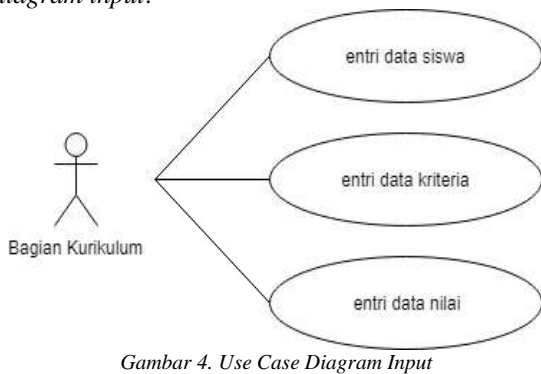 diagram input.
entri data siswa
entri data kriteria
Bagian Kurikulum
entri data nilai
Gambar 4. Use Case Diagram Input